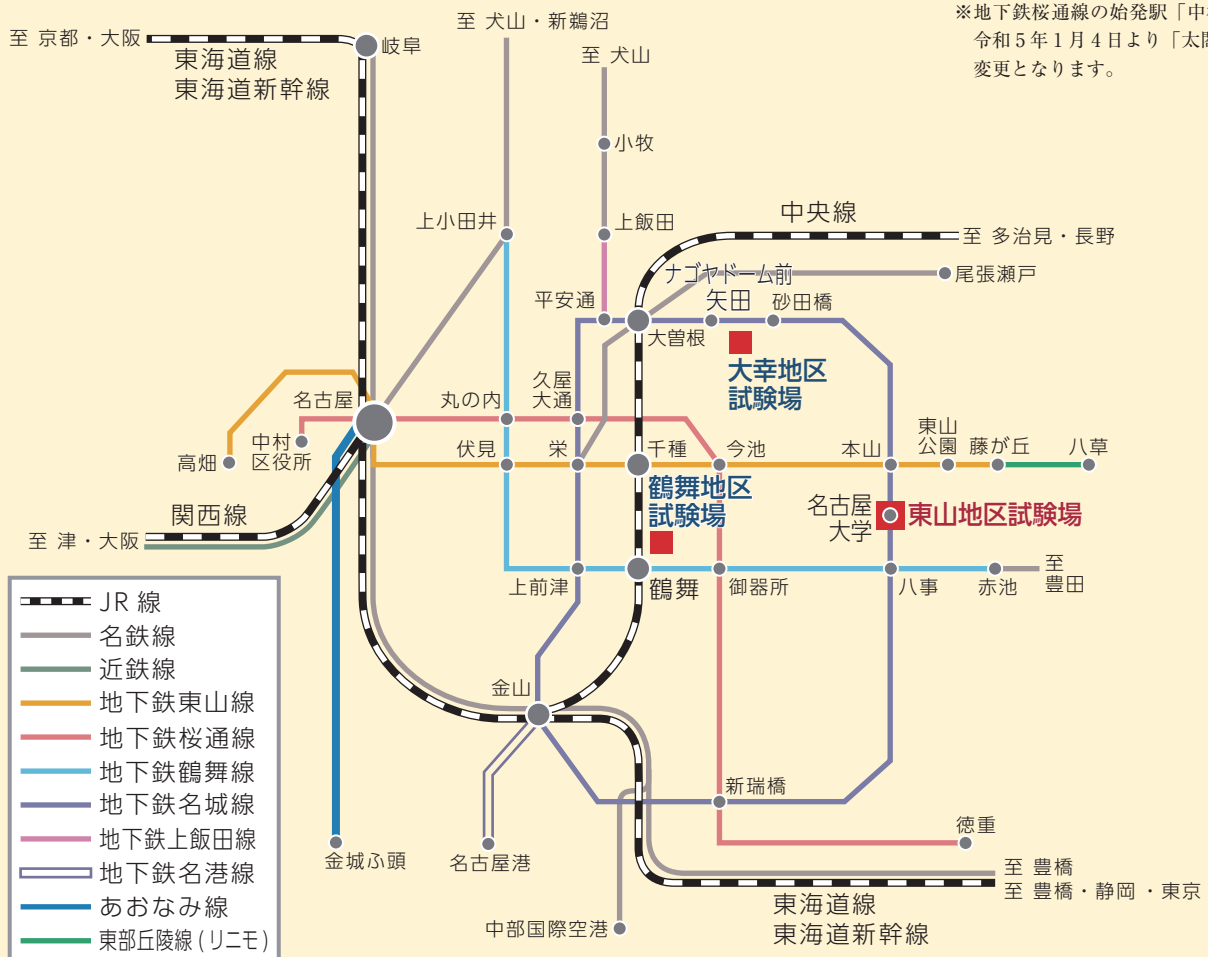 ※地下鉄桜通線の始発駅「中村
令和5年1月4日より「太閤
変更となります。
至 犬山・新鵜沼
至 京都・大阪
岐阜
東海道線
東海道新幹線
至 犬山
小牧
上小田井
上飯田
中央線
至 多治見・長野
ナゴヤドーム前
矢田
尾張瀬戸
砂田橋
平安通
大曽根
大幸地区
試験場
名古屋
丸の内
久屋
大通
中村
区役所
高畑
伏見
栄
千種
今池
本山
東山
公園
藤が丘
八草
鶴舞地区
試験場
名古屋
大学
東山地区試験場
関西線
至 津・大阪
上前津
鶴舞
御器所
八事
赤池
至
豊田
JR 線
名鉄線
近鉄線
地下鉄東山線
地下鉄桜通線
地下鉄鶴舞線
地下鉄名城線
地下鉄上飯田線
地下鉄名港線
あおなみ線
東部丘陵線(リニモ)
金山
新瑞橋
徳重
金城ふ頭
名古屋港
中部国際空港
至 豊橋
至 豊橋・静岡・東京
東海道線
東海道新幹線